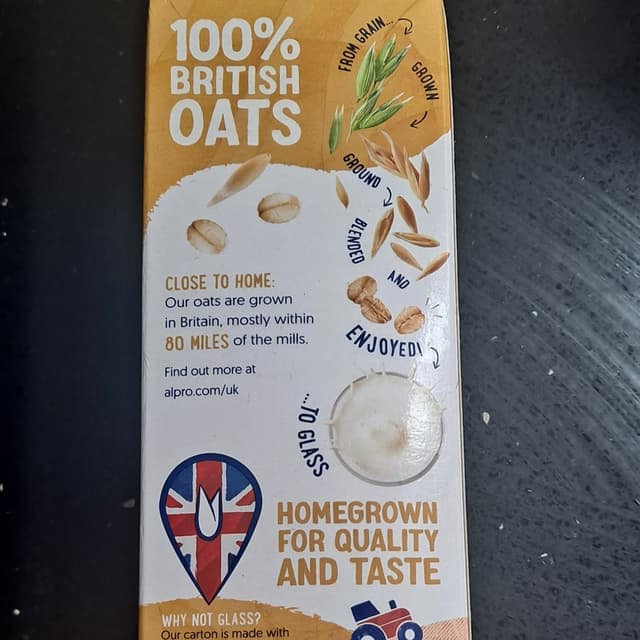 100%
BRITISH
OATS
FROM GRAIN...
GROWN
GROUND
BLENDED
AND
ENJOYED!
...TO GLASS
CLOSE TO HOME:
Our oats are grown
in Britain, mostly within
80 MILES of the mills.
Find out more at
alpro.com/uk
HOMEGROWN
FOR QUALITY
AND TASTE
WHY NOT GLASS?
Our carton is made with